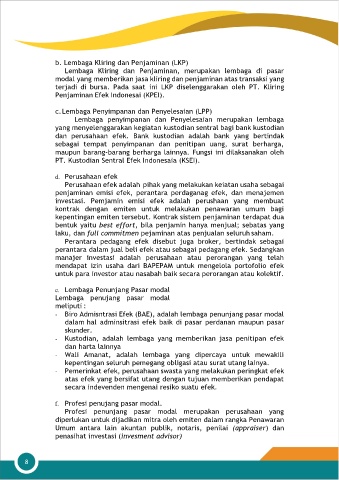 b. Lembaga Kliring dan Penjaminan (LKP)
Lembaga Kliring dan Penjaminan, merupakan lembaga di pasar
modal yang memberikan jasa kliring dan penjaminan atas transaksi yang
terjadi di bursa. Pada saat ini LKP diselenggarakan oleh PT. Kliring
Penjaminan Efek Indonesai (KPEI).
c. Lembaga Penyimpanan dan Penyelesaian (LPP)
Lembaga penyimpanan dan Penyelesaian merupakan lembaga
yang menyelenggarakan kegiatan kustodian sentral bagi bank kustodian
dan perusahaan efek. Bank kustodian adalah bank yang bertindak
sebagai tempat penyimpanan dan penitipan uang, surat berharga,
maupun barang-barang berharga lainnya. Fungsi ini dilaksanakan oleh
PT. Kustodian Sentral Efek Indonesaia (KSEI).
d. Perusahaan efek
Perusahaan efek adalah pihak yang melakukan keiatan usaha sebagai
penjaminan emisi efek, perantara perdaganag efek, dan menajemen
investasi. Pemjamin emisi efek adalah peruhaan yang membuat
kontrak dengan emiten untuk melakukan penawaran umum bagi
kepentingan emiten tersebut. Kontrak sistem penjaminan terdapat dua
bentuk yaitu best effort, bila penjamin hanya menjual; sebatas yang
laku, dan full commitmen pejaminan atas penjualan seluruh saham.
Perantara pedagang efek disebut juga broker, bertindak sebagai
perantara dalam jual beli efek atau sebagai pedagang efek. Sedangkan
manajer investasi adalah perusahaan atau perorangan yang telah
mendapat izin usaha dari BAPEPAM untuk mengelola portofolio efek
untuk para investor atau nasabah baik secara perorangan atau kolektif.
e. Lembaga Penunjang Pasar modal
Lembaga penujang pasar modal
meliputi :
- Biro Admisntrasi Efek (BAE), adalah lembaga penunjang pasar modal
dalam hal adminsitrasi efek baik di pasar perdanan maupun pasar
skunder.
- Kustodian, adalah lembaga yang memberikan jasa penitipan efek
dan harta lainnya
- Wali Amanat, adalah lembaga yang dipercaya untuk mewakili
kepentingan seluruh pemegang obligasi atau surat utang lainya.
- Pemerinkat efek, perusahaan swasta yang melakukan peringkat efek
atas efek yang bersifat utang dengan tujuan memberikan pendapat
secara indevenden mengenai resiko suatu efek.
f. Profesi penujang pasar modal.
Profesi penunjang pasar modal merupakan perusahaan yang
diperlukan untuk dijadikan mitra oleh emiten dalam rangka Penawaran
Umum antara lain akuntan publik, notaris, penilai (appraiser) dan
penasihat investasi (invesment advisor)
8